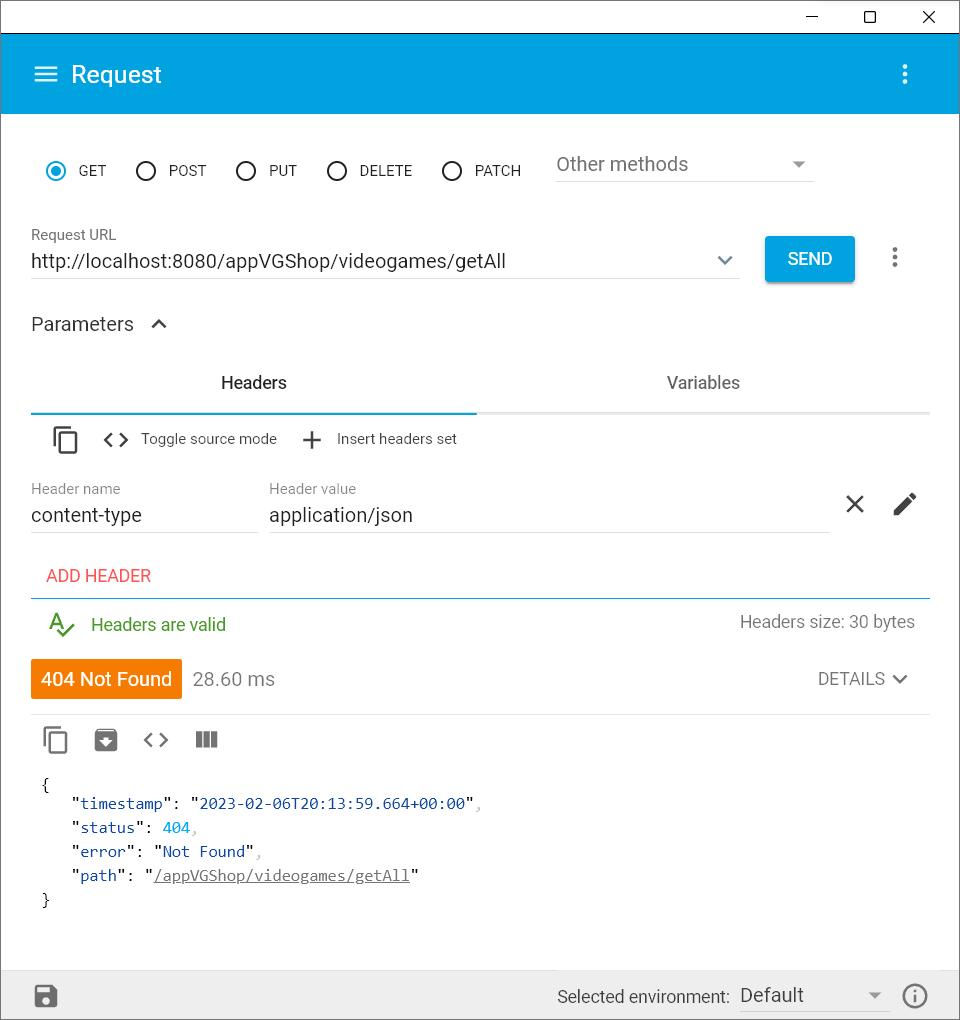 Request
GET POST PUT DELETE PATCH Other methods
Request URL
http://localhost:8080/appVGShop/videogames/getAll
SEND
Parameters
Headers Variables
Toggle source mode Insert headers set
Header name Header value
content-type application/json
ADD HEADER
Headers are valid Headers size: 30 bytes
404 Not Found 28.60 ms DETAILS
{
"timestamp": "2023-02-06T20:13:59.664+00:00",
"status": 404,
"error": "Not Found",
"path": "/appVGShop/videogames/getAll"
}
Selected environment: Default